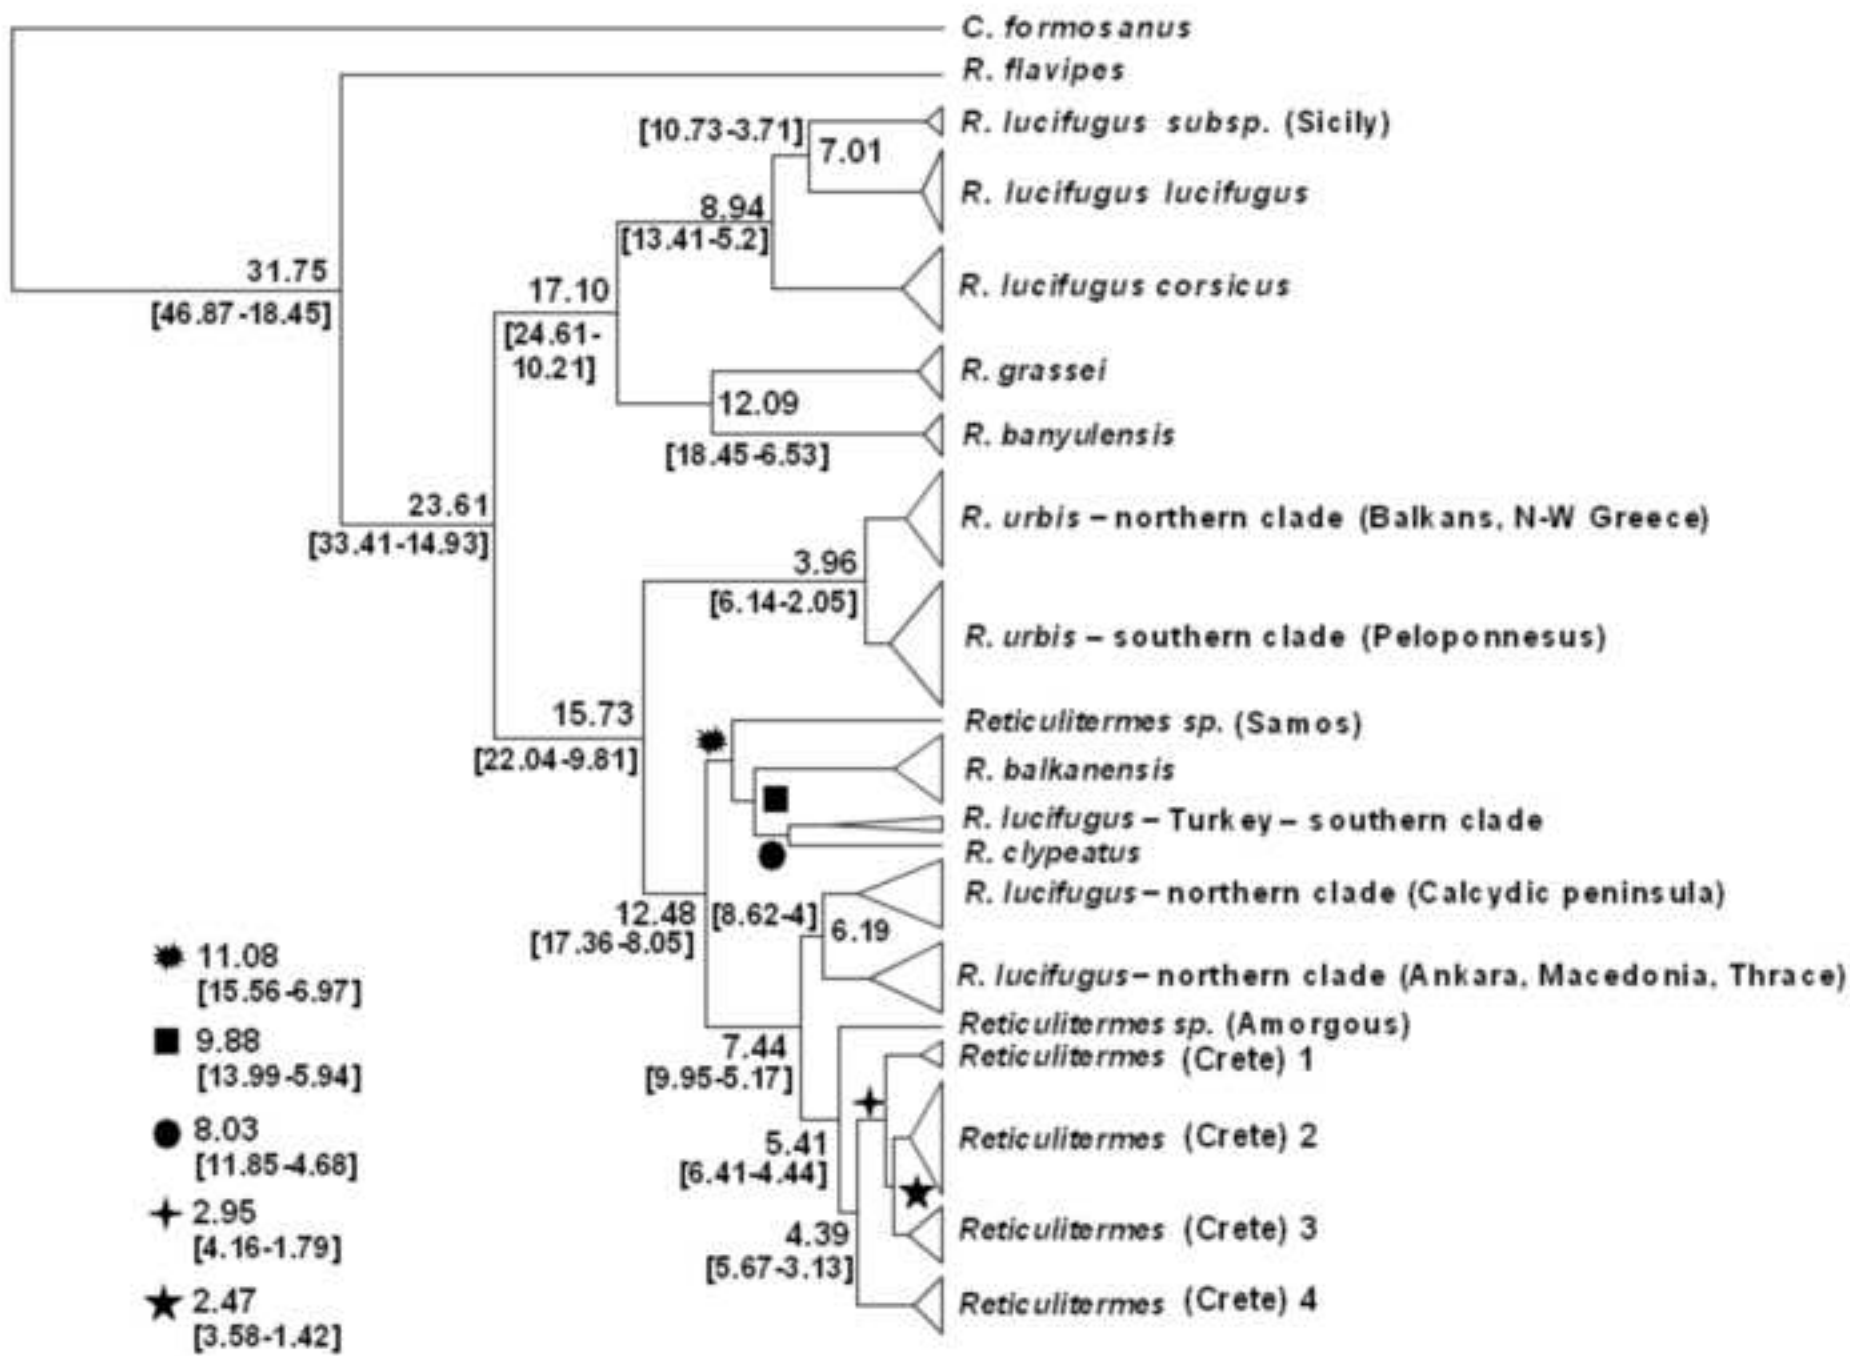 C. formosanus
R. flavipes
[10.73-3.71]
R. lucifugus subsp. (Sicily)
7.01
R. lucifugus lucifugus
8.94
[13.41-5.2]
31.75
[46.87-18.45]
17.10
[24.61-
10.21]
R. lucifugus corsicus
R. grassei
12.09
R. banyulensis
[18.45-6.53]
23.61
[33.41-14.93]
R. urbis – northern clade (Balkans, N-W Greece)
3.96
[6.14-2.05]
R. urbis – southern clade (Peloponnesus)
15.73
[22.04-9.81]
Reticulitermes sp. (Samos)
R. balkanensis
R. lucifugus – Turkey – southern clade
R. clypeatus
R. lucifugus – northern clade (Calcydic peninsula)
12.48
[17.36-8.05]
[8.62-4]
6.19
R. lucifugus – northern clade (Ankara, Macedonia, Thrace)
Reticulitermes sp. (Amorgous)
7.44
[9.95-5.17]
Reticulitermes (Crete) 1
5.41
[6.41-4.44]
Reticulitermes (Crete) 2
4.39
[5.67-3.13]
Reticulitermes (Crete) 3
Reticulitermes (Crete) 4
11.08
[15.56-6.97]
9.88
[13.99-5.94]
8.03
[11.85-4.68]
2.95
[4.16-1.79]
2.47
[3.58-1.42]